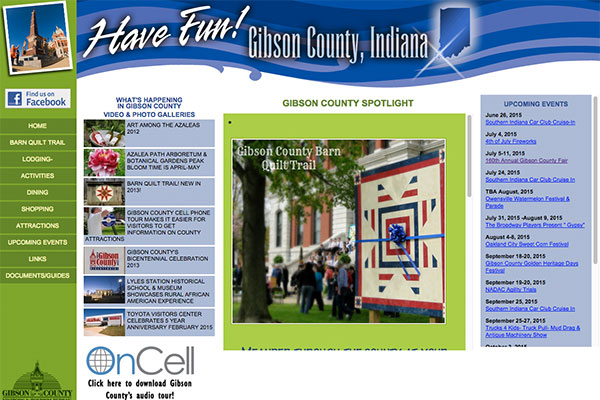 Have Fun!
Gibson County, Indiana
Find us on
Facebook
HOME
BARN QUILT TRAIL
LODGING-
ACTIVITIES
DINING
SHOPPING
ATTRACTIONS
UPCOMING EVENTS
LINKS
DOCUMENTS/GUIDES
GIBSON COUNTY
WHAT'S HAPPENING
IN GIBSON COUNTY
VIDEO & PHOTO GALLERIES
ART AMONG THE AZALEAS
2012
AZALEA PATH ARBORETUM &
BOTANICAL GARDENS PEAK
BLOOM TIME IS APRIL-MAY
BARN QUILT TRAIL! NEW IN
2013!
GIBSON COUNTY CELL PHONE
TOUR MAKES IT EASIER FOR
VISITORS TO GET
INFORMATION ON COUNTY
ATTRACTIONS
GIBSON COUNTY'S
BICENTENNIAL CELEBRATION
2013
LYLES STATION HISTORICAL
SCHOOL & MUSEUM
SHOWCASES RURAL AFRICAN
AMERICAN EXPERIENCE
TOYOTA VISITORS CENTER
CELEBRATES 5 YEAR
ANNIVERSARY FEBRUARY 2015
OnCell
Click here to download Gibson
County's audio tour!
GIBSON COUNTY SPOTLIGHT
Gibson County Barn
Quilt Trail
Meander through the county at your
UPCOMING EVENTS
June 26, 2015
Southern Indiana Car Club Cruise-In
July 4, 2015
4th of July Fireworks
July 5-11, 2015
160th Annual Gibson County Fair
July 24, 2015
Southern Indiana Car Club Cruise-In
TBA August, 2015
Owensville Watermelon Festival &
Parade
July 31, 2015 -August 9, 2015
The Broadway Players Present " Gypsy"
August 4-8, 2015
Oakland City Sweet Corn Festival
September 18-20, 2015
Gibson County Golden Heritage Days
Festival
September 19-20, 2015
NADAC Agility Trials
September 25, 2015
Southern Indiana Car Club Cruise In
September 25-27, 2015
Trucks 4 Kids- Truck Pull- Mud Drag &
Antique Machinery Show